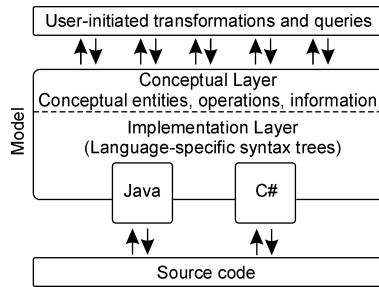 User-initiated transformations and queries
Conceptual Layer
Conceptual entities, operations, information
Model
Implementation Layer
(Language-specific syntax trees)
Java
C#
Source code